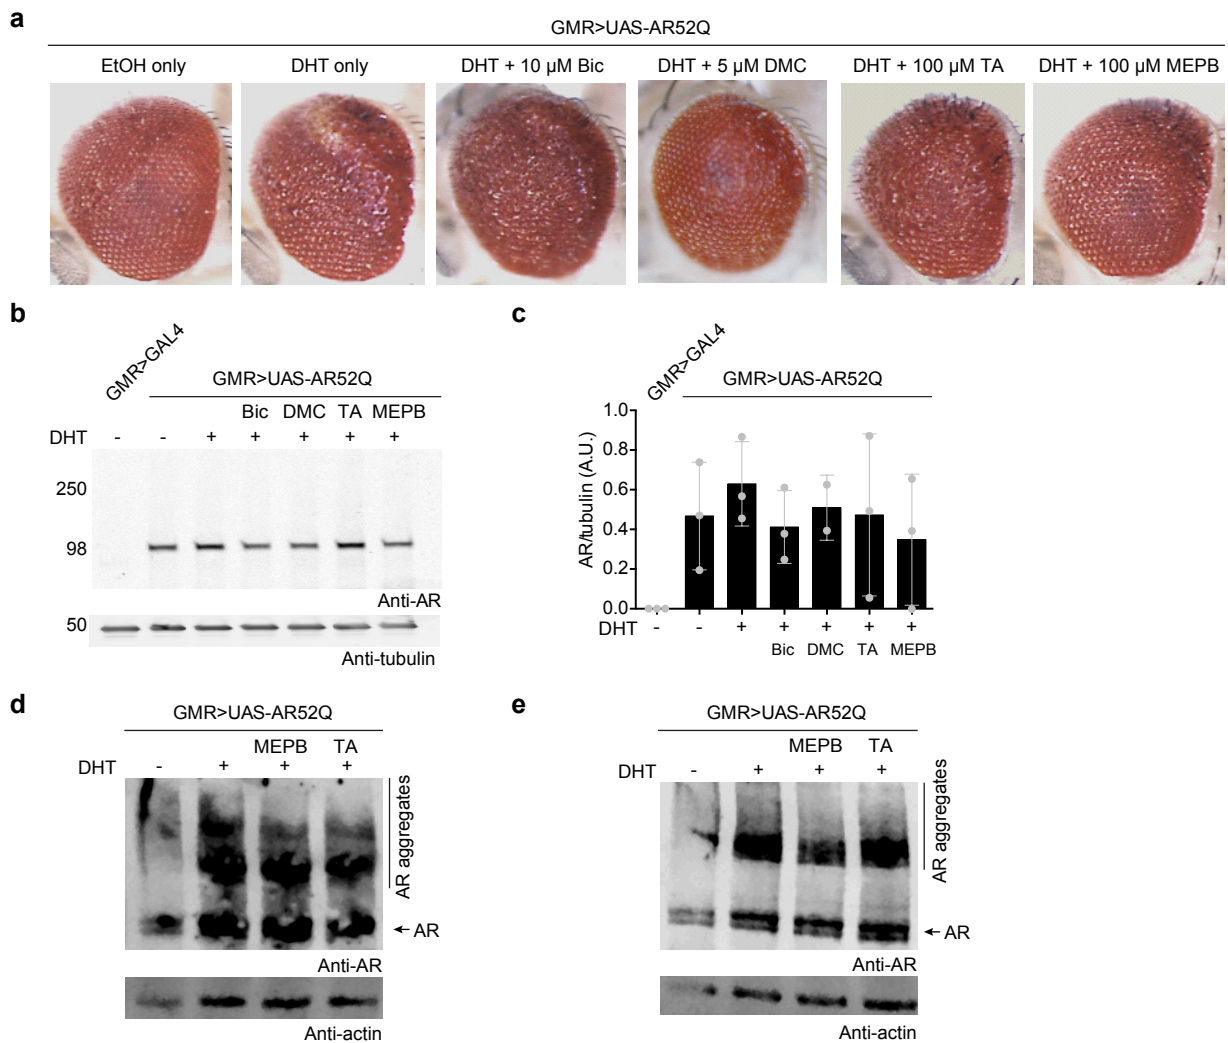 a
GMR>UAS-AR52Q
EtOH only DHT only DHT + 10 µM Bic DHT + 5 µM DMC DHT + 100 µM TA DHT + 100 µM MEPB
b
GMR>GAL4
GMR>UAS-AR52Q
Bic DMC TA MEPB
DHT - - + + + + +
250
98
Anti-AR
50
Anti-tubulin
c
GMR>GAL4
GMR>UAS-AR52Q
AR/tubulin (A.U.)
1.0
0.8
0.6
0.4
0.2
0.0
DHT - - + + + + +
Bic DMC TA MEPB
d
GMR>UAS-AR52Q
MEPB TA
DHT - + + +
AR aggregates
AR
Anti-AR
Anti-actin
e
GMR>UAS-AR52Q
MEPB TA
DHT - + + +
AR aggregates
AR
Anti-AR
Anti-actin